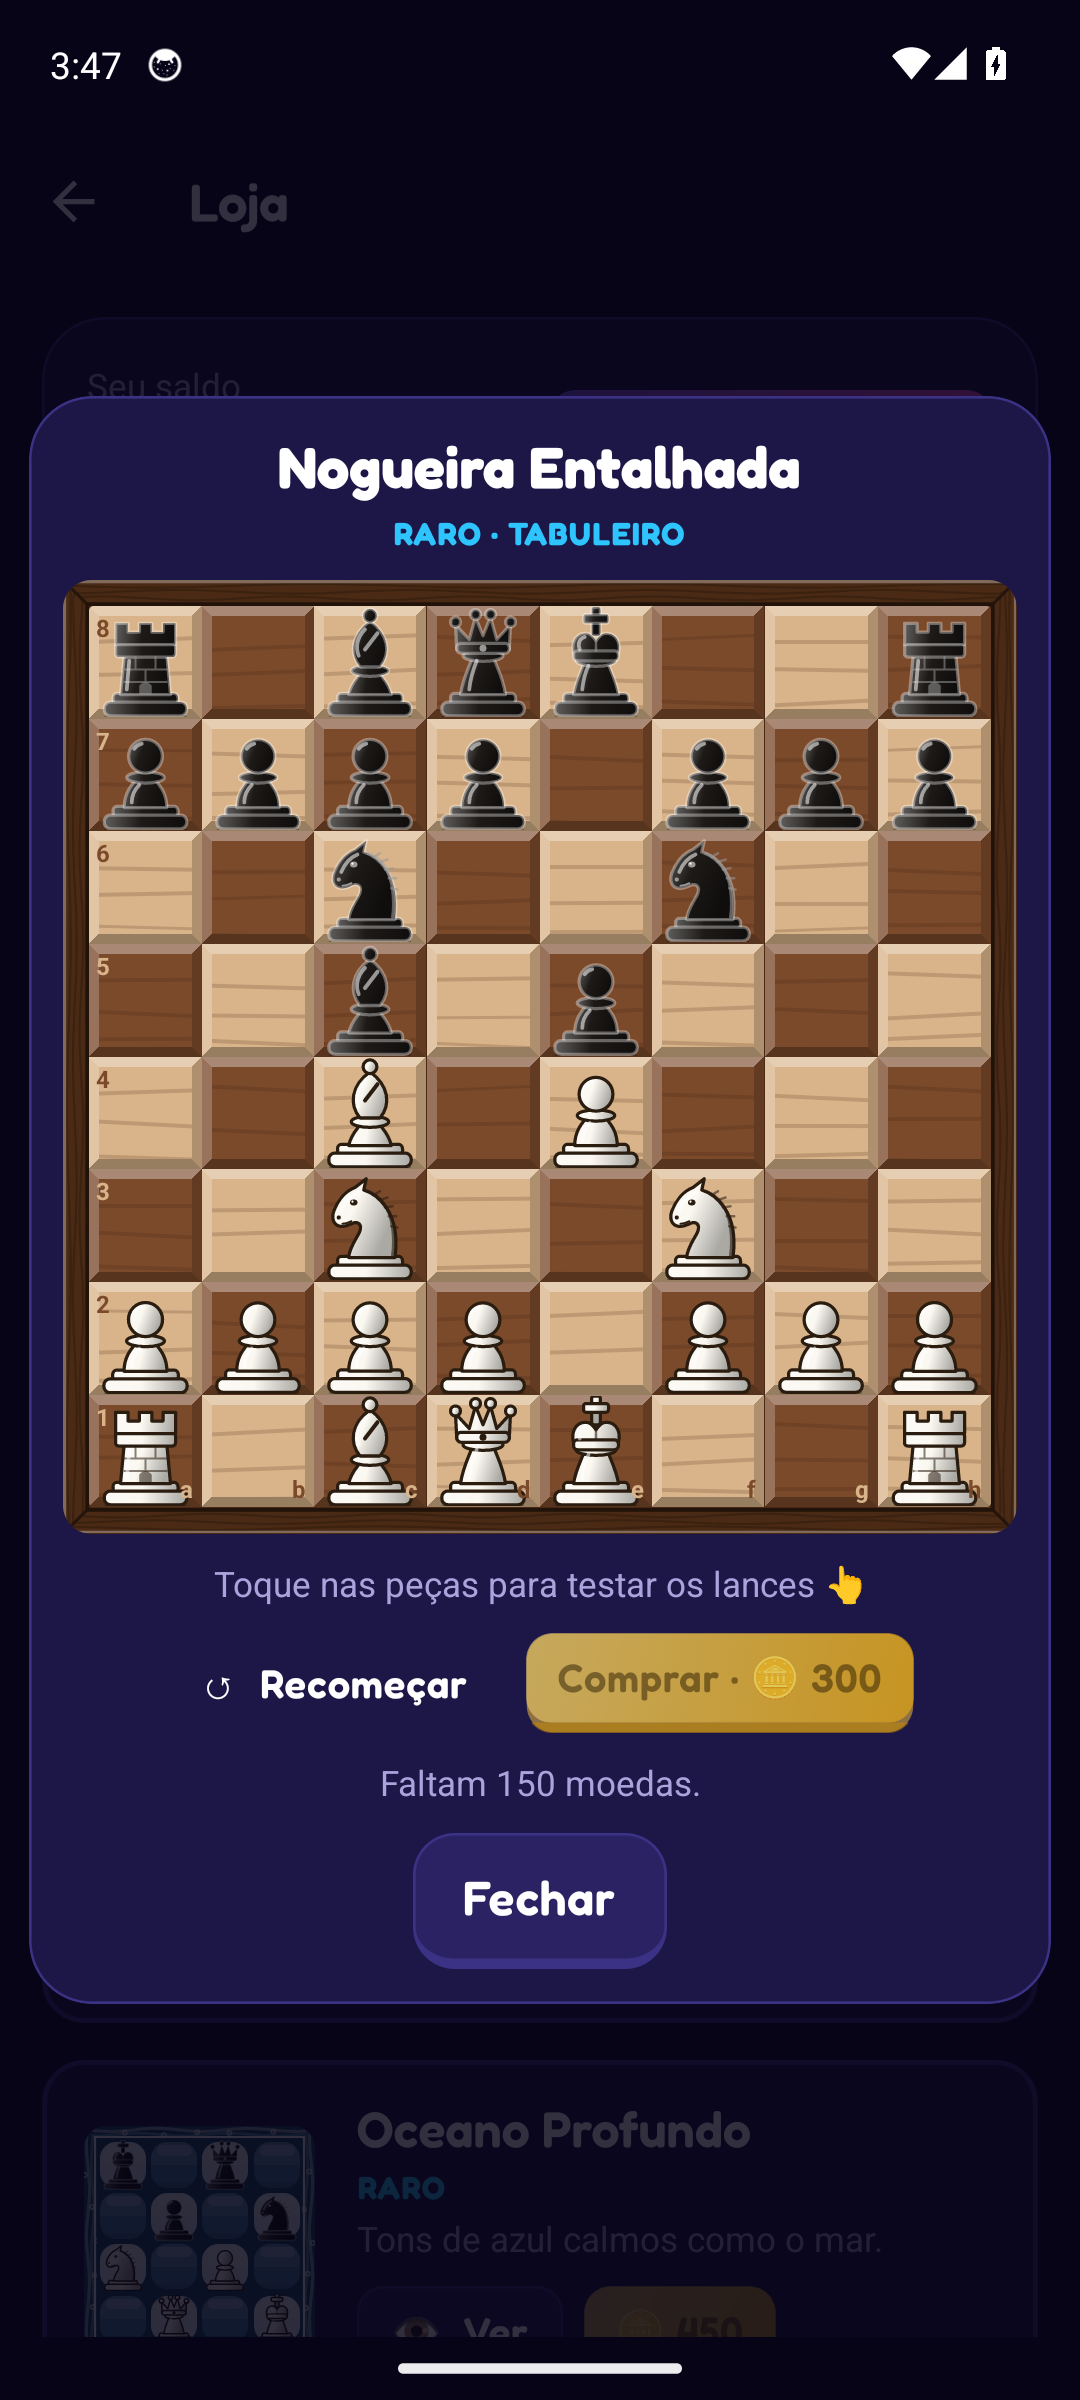 3:47
Loja
Seu saldo
Nogueira Entalhada
RARO · TABULEIRO
8
7
6
5
4
3
2
1
a b c d e f g h
Toque nas peças para testar os lances 👆
Recomeçar
Comprar · 300
Faltam 150 moedas.
Fechar
Oceano Profundo
RARO
Tons de azul calmos como o mar.
Ver
450